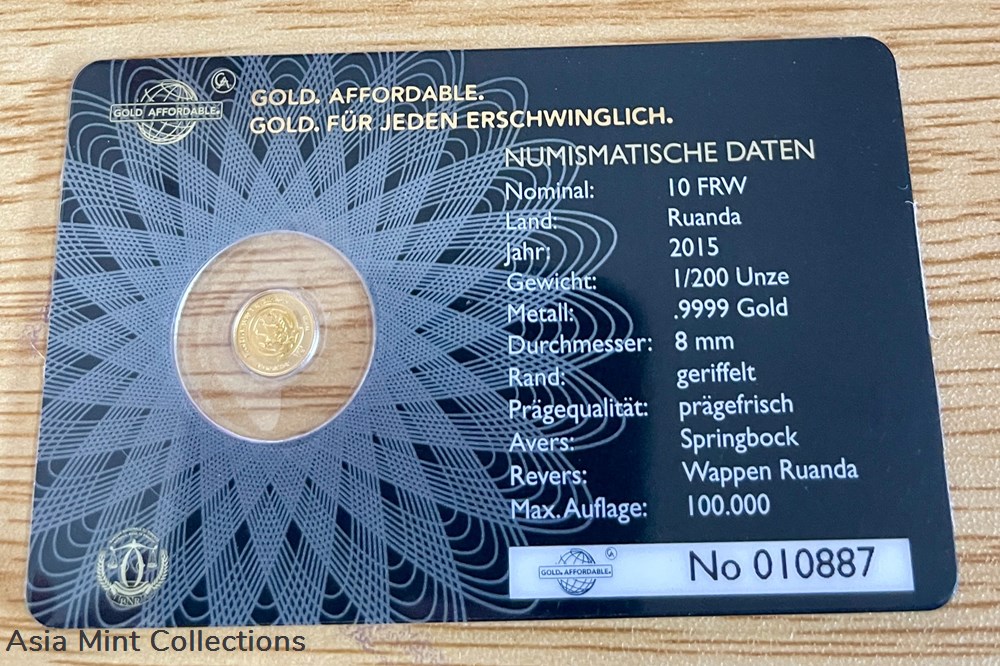 GOLD AFFORDABLE.
CA
GOLD. AFFORDABLE.
GOLD. FÜR JEDEN ERSCHWINGLICH.
NUMISMATISCHE DATEN
Nominal: 10 FRW
Land: Ruanda
Jahr: 2015
Gewicht: 1/200 Unze
Metall: .9999 Gold
Durchmesser: 8 mm
Rand: geriffelt
Prägequalität: prägefrisch
Avers: Springbock
Revers: Wappen Ruanda
Max. Auflage: 100.000
GOLD. AFFORDABLE.
CA
No 010887
Asia Mint Collections